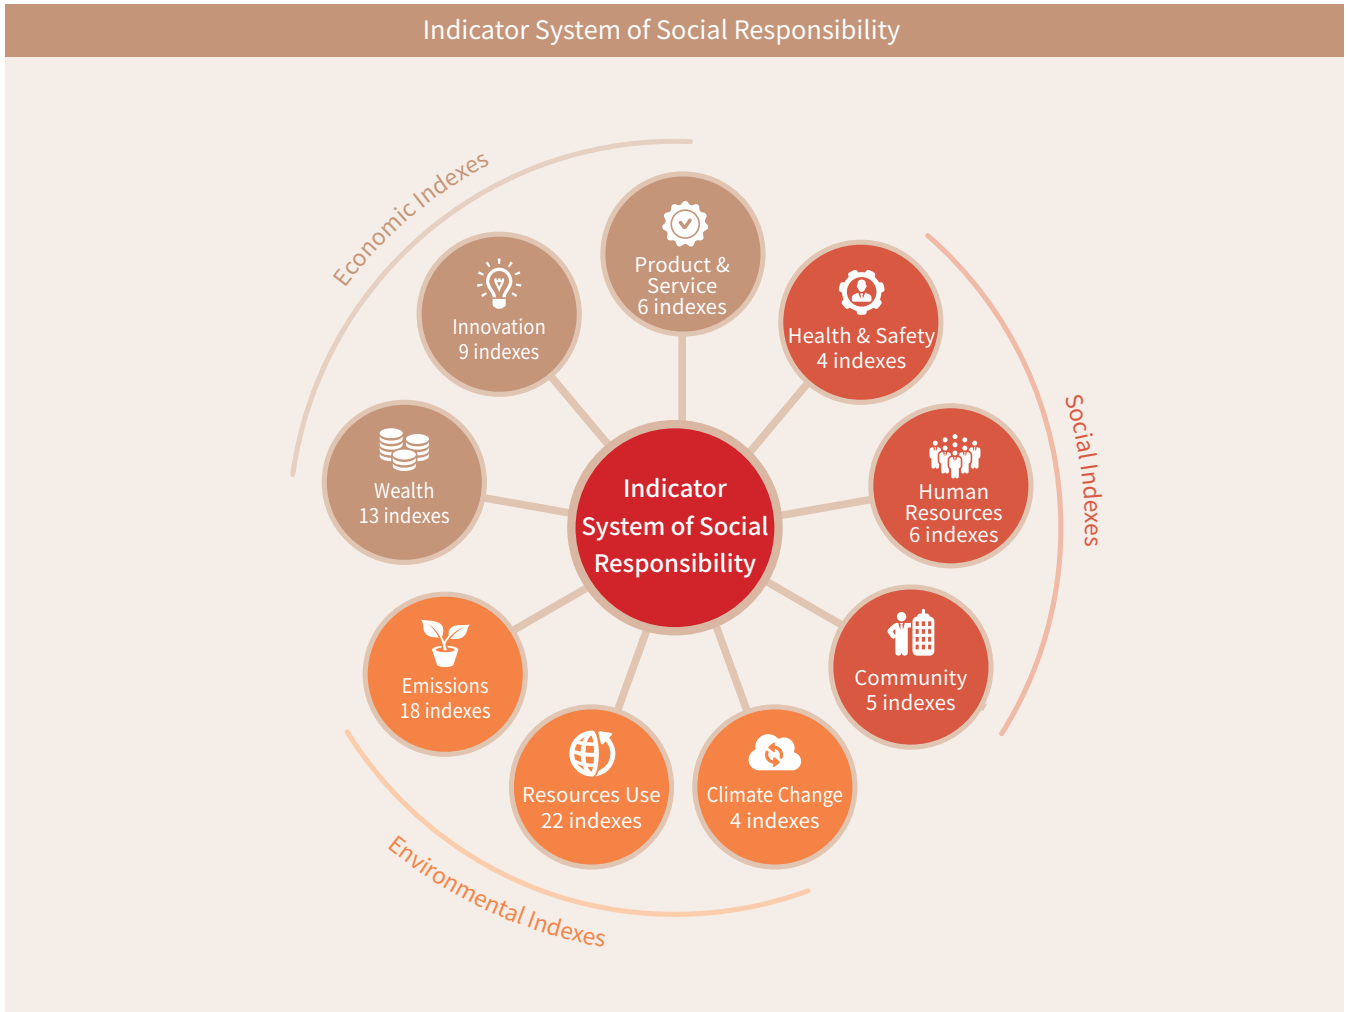 Indicator System of Social Responsibility
Economic Indexes
Product &
Service
6 indexes
Innovation
9 indexes
Wealth
13 indexes
Health & Safety
4 indexes
Human
Resources
6 indexes
Community
5 indexes
Social Indexes
Indicator
System of Social
Responsibility
Emissions
18 indexes
Resources Use
22 indexes
Climate Change
4 indexes
Environmental Indexes